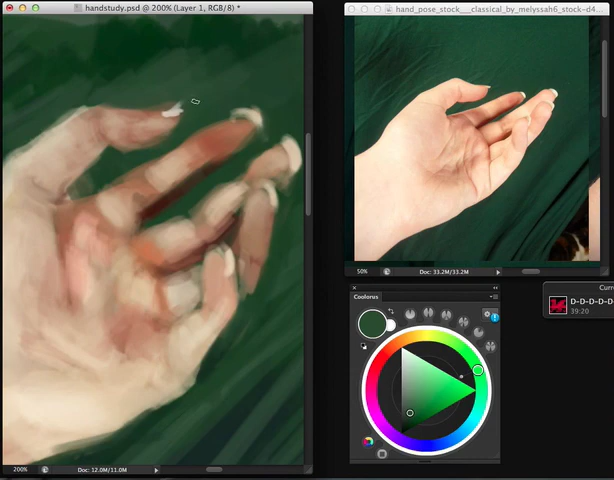 handstudy.psd @ 200% (Layer 1, RGB/8) *
hand_pose_stock___classical_by_melyssah6_stock-d4...
200%
Doc: 12.0M/11.0M
50%
Doc: 33.2M/33.2M
Coolorus
Curr
D-D-D-D-D
39:20